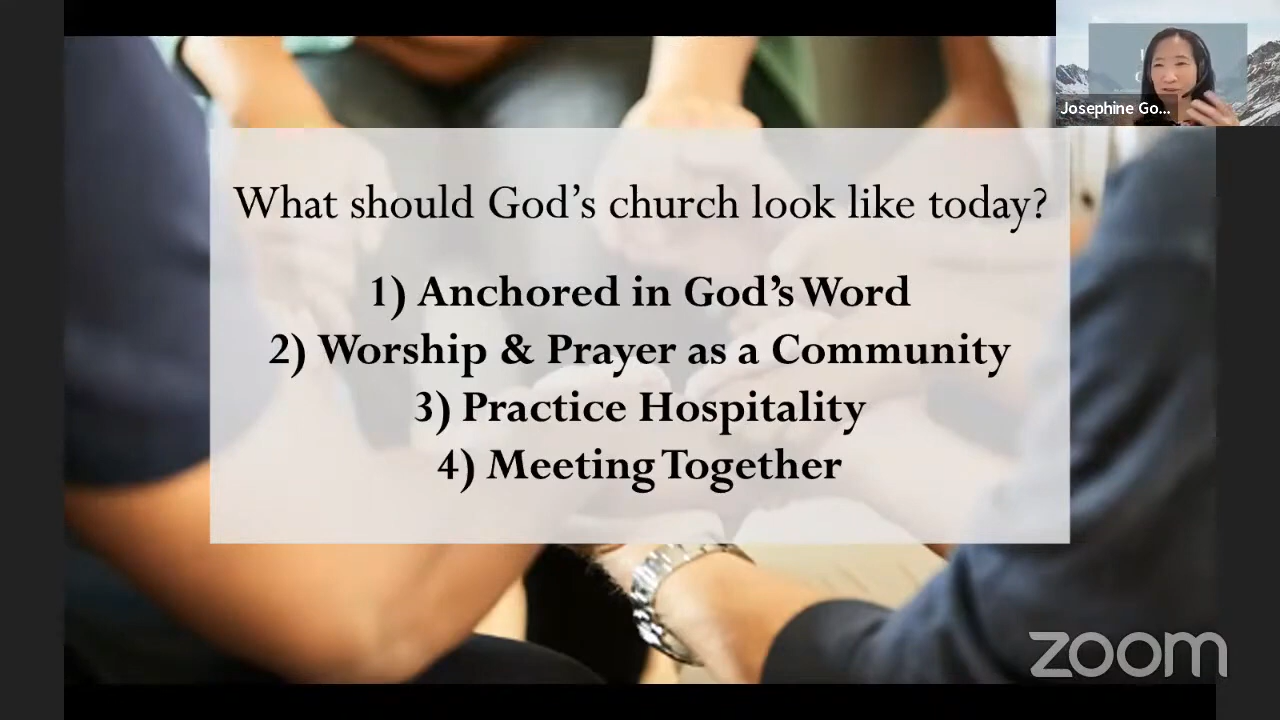 Josephine Go...
What should God's church look like today?
1) Anchored in God's Word
2) Worship & Prayer as a Community
3) Practice Hospitality
4) Meeting Together
zoom